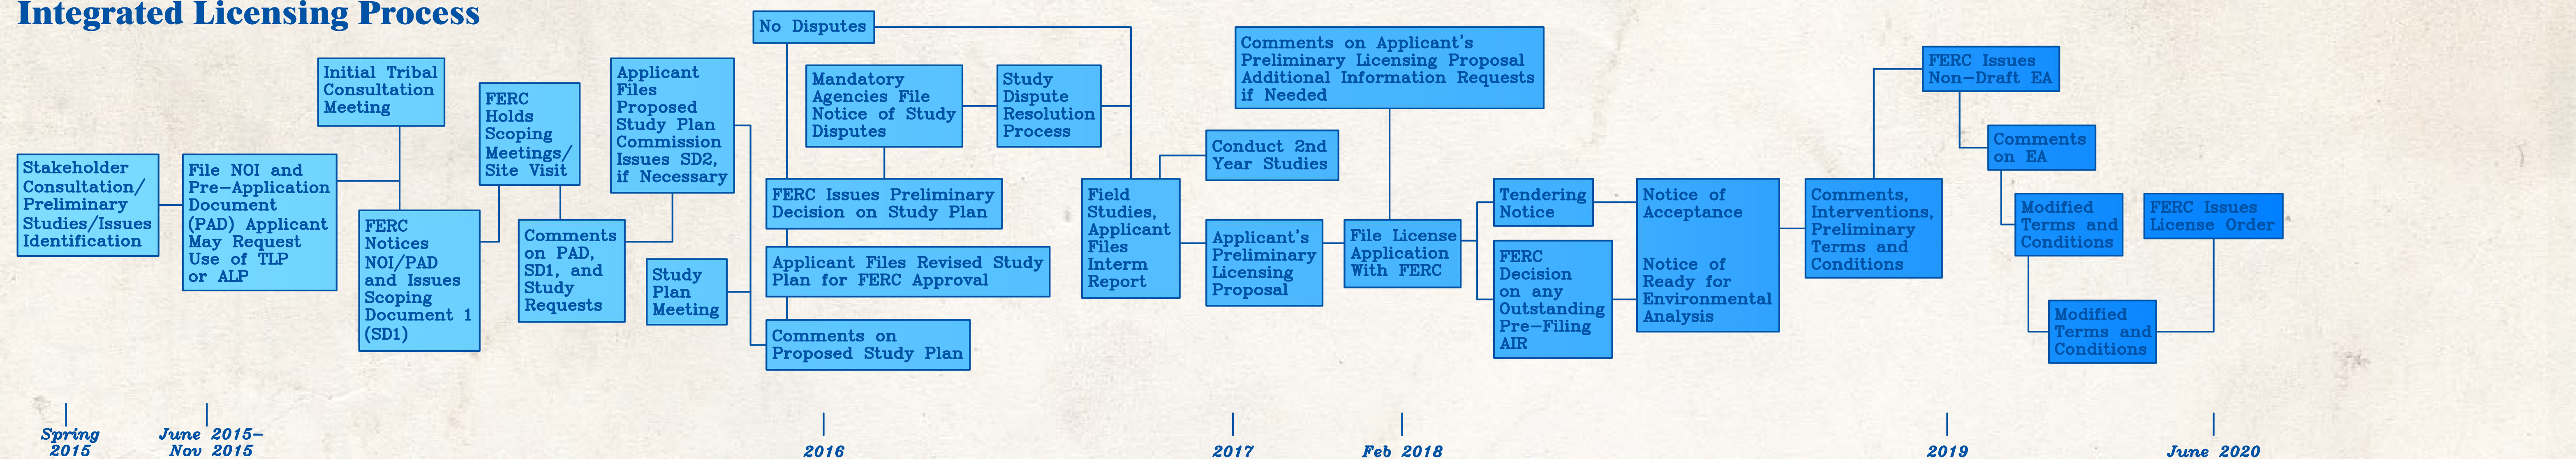 Integrated Licensing Process
Stakeholder
Consultation/
Preliminary
Studies/Issues
Identification
File NOI and
Pre-Application
Document
(PAD) Applicant
May Request
Use of TLP
or ALP
Initial Tribal
Consultation
Meeting
FERC
Notices
NOI/PAD
and Issues
Scoping
Document 1
(SD1)
FERC
Holds
Scoping
Meetings/
Site Visit
Comments
on PAD,
SD1, and
Study
Requests
Applicant
Files
Proposed
Study Plan
Commission
Issues SD2,
if Necessary
Study
Plan
Meeting
No Disputes
Mandatory
Agencies File
Notice of Study
Disputes
Study
Dispute
Resolution
Process
FERC Issues Preliminary
Decision on Study Plan
Applicant Files Revised Study
Plan for FERC Approval
Comments on
Proposed Study Plan
Field
Studies,
Applicant
Files
Interm
Report
Conduct 2nd
Year Studies
Applicant's
Preliminary
Licensing
Proposal
Comments on Applicant's
Preliminary Licensing Proposal
Additional Information Requests
if Needed
File License
Application
With FERC
Tendering
Notice
FERC
Decision
on any
Outstanding
Pre-Filing
AIR
Notice of
Acceptance
Notice of
Ready for
Environmental
Analysis
Comments,
Interventions,
Preliminary
Terms and
Conditions
FERC Issues
Non-Draft EA
Comments
on EA
Modified
Terms and
Conditions
Modified
Terms and
Conditions
FERC Issues
License Order
Spring
2015
June 2015-
Nov 2015
2016
2017
Feb 2018
2019
June 2020